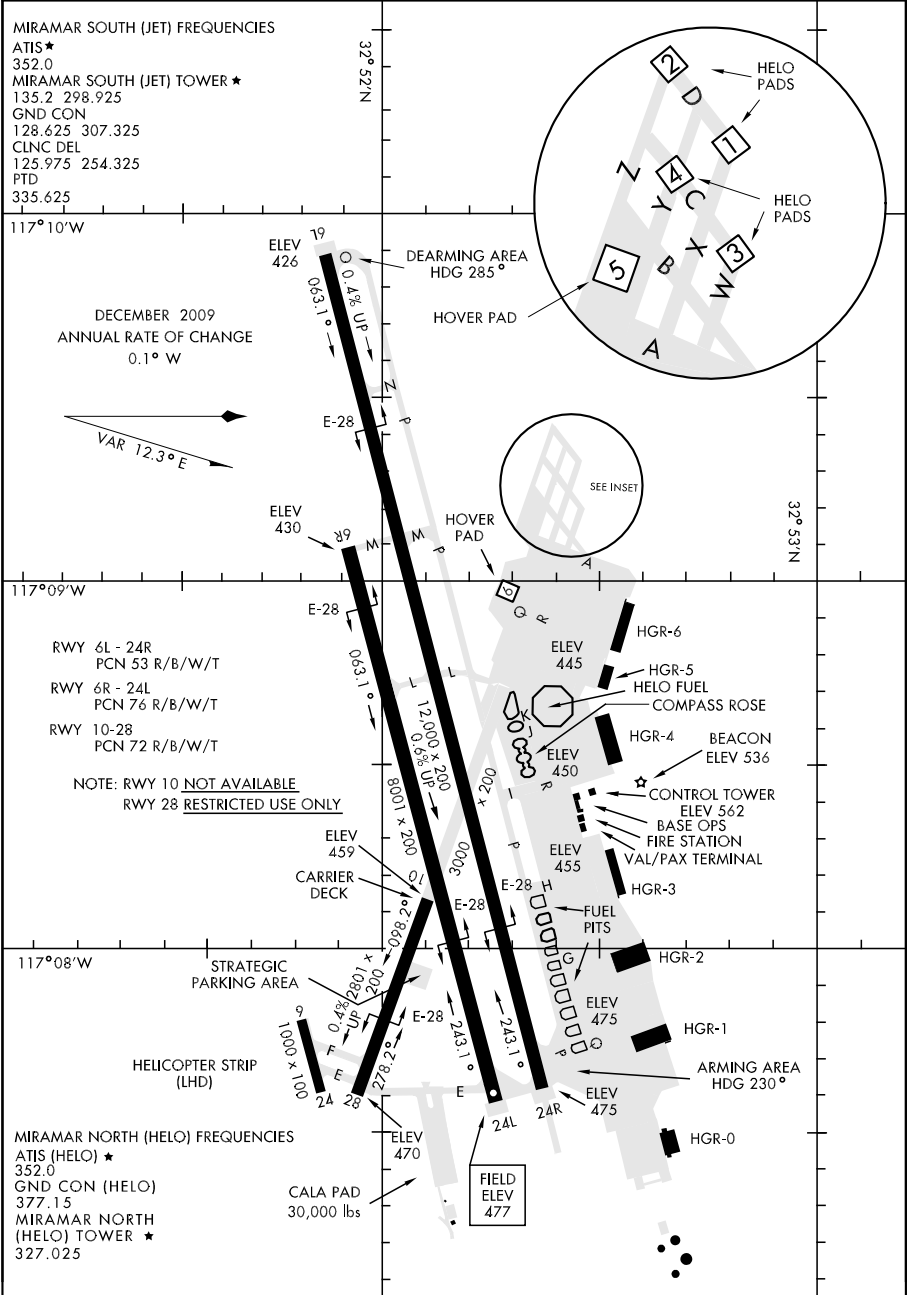 MIRAMAR SOUTH (JET) FREQUENCIES
ATIS★
352.0
MIRAMAR SOUTH (JET) TOWER★
135.2 298.925
GND CON
128.625 307.325
CLNC DEL
125.975 254.325
PTD
335.625
32°52'N
2
HELO
PADS
D
1
Z
4
Y
C
HELO
PADS
X
3
5
B
W
A
HOVER PAD
117°10'W
6L
ELEV
426
DEARMING AREA
HDG 285°
063.1°
0.4% UP
DECEMBER 2009
ANNUAL RATE OF CHANGE
0.1° W
VAR 12.3° E
N
P
E-28
SEE INSET
32°53'N
ELEV
430
6R
W
W
P
HOVER
PAD
A
117°09'W
6
E-28
Q
R
HGR-6
RWY 6L - 24R
PCN 53 R/B/W/T
RWY 6R - 24L
PCN 76 R/B/W/T
RWY 10-28
PCN 72 R/B/W/T
NOTE: RWY 10 NOT AVAILABLE
RWY 28 RESTRICTED USE ONLY
063.1°
ELEV
445
HGR-5
HELO FUEL
COMPASS ROSE
L
L
12,000 x 200
0.6% UP
K
J
HGR-4
ELEV
450
BEACON
ELEV 536
8001 x 200
3000
x 200
I
R
CONTROL TOWER
ELEV 562
BASE OPS
FIRE STATION
VAL/PAX TERMINAL
P
ELEV
455
ELEV
459
CARRIER
DECK
10
E-28
E-28
H
HGR-3
FUEL
PITS
098.2°
117°08'W
STRATEGIC
PARKING AREA
0.4%
UP
2801 x
200
E-28
G
HGR-2
ELEV
475
HGR-1
6
1000 x 100
24
HELICOPTER STRIP
(LHD)
F
E
28
278.2°
243.1°
243.1°
E
P
ARMING AREA
HDG 230°
24L
24R
ELEV
475
ELEV
470
HGR-0
MIRAMAR NORTH (HELO) FREQUENCIES
ATIS (HELO) ★
352.0
GND CON (HELO)
377.15
MIRAMAR NORTH
(HELO) TOWER ★
327.025
CALA PAD
30,000 lbs
FIELD
ELEV
477